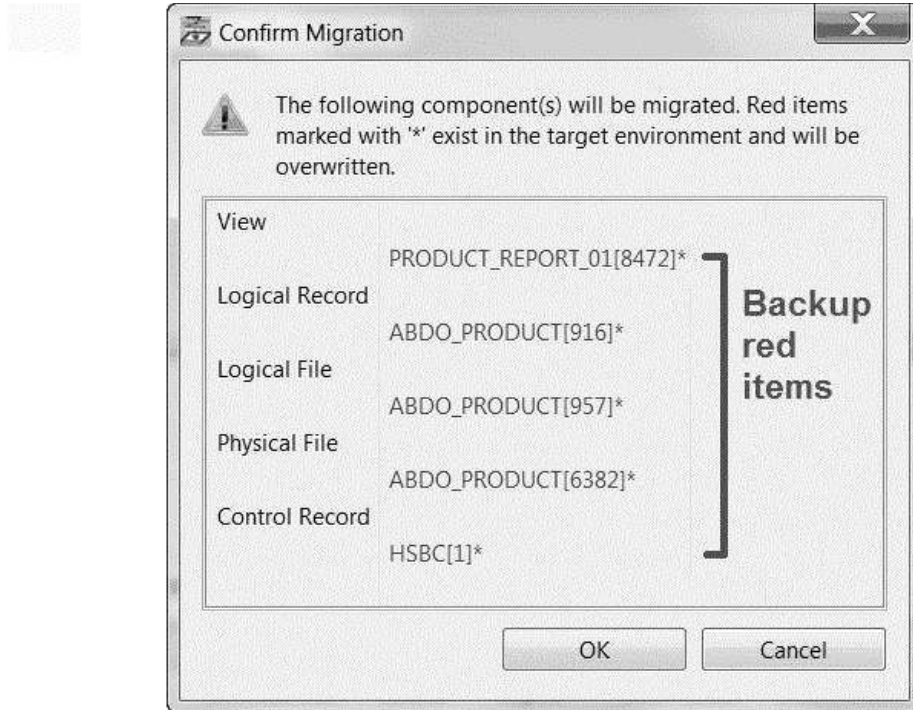 Confirm Migration
The following component(s) will be migrated. Red items
marked with '*' exist in the target environment and will be
overwritten.
View
PRODUCT_REPORT_01[8472]*
Logical Record
ABDO_PRODUCT[916]*
Logical File
ABDO_PRODUCT[957]*
Physical File
ABDO_PRODUCT[6382]*
Control Record
HSBC[1]*
Backup
red
items
OK
Cancel